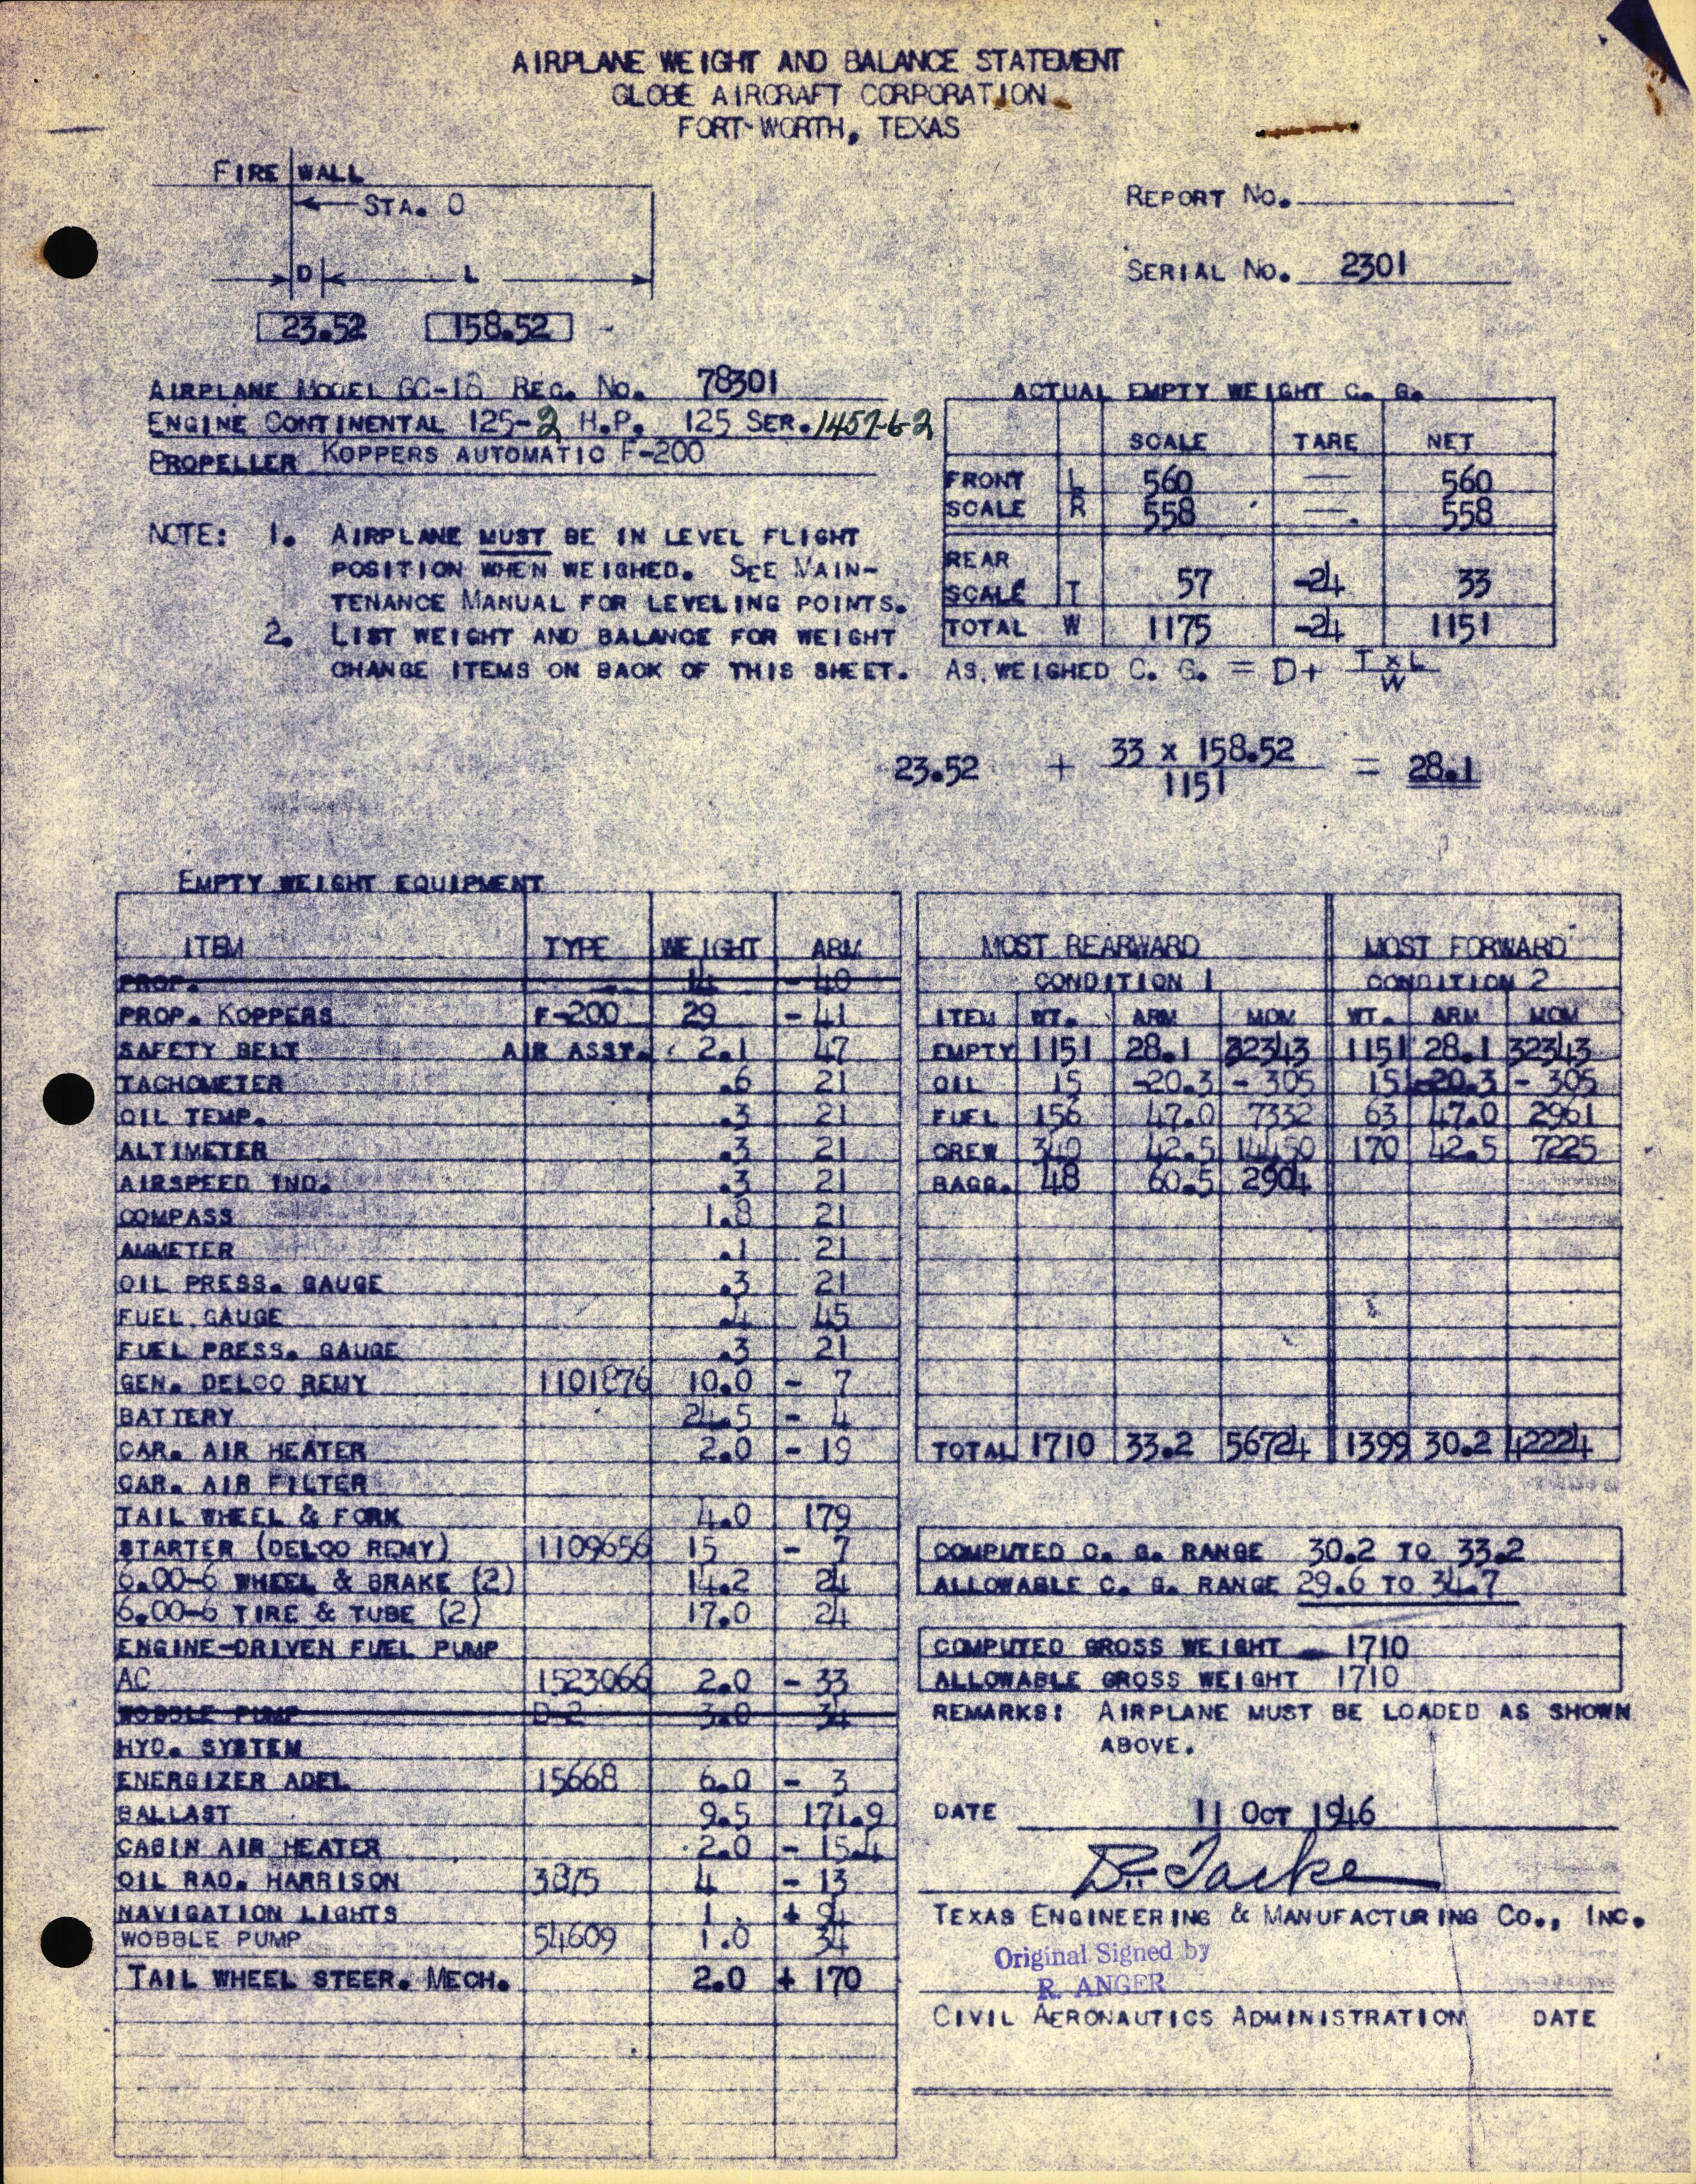 AIRPLANE WEIGHT AND BALANCE STATEMENT
GLOBE AIRCRAFT CORPORATION
FORT WORTH, TEXAS
FIRE WALL
STA. 0
D L
23.52 158.52
REPORT NO.
SERIAL NO. 2301
AIRPLANE MODEL GC-1B REG. NO. 78301
ENGINE CONTINENTAL 125-2 H.P. 125 SER.
PROPELLER KOPPERS AUTOMATIC F-200
NOTE: 1. AIRPLANE MUST BE IN LEVEL FLIGHT
POSITION WHEN WEIGHED. SEE MAIN-
TENANCE MANUAL FOR LEVELING POINTS.
2. LIST WEIGHT AND BALANCE FOR WEIGHT
CHANGE ITEMS ON BACK OF THIS SHEET.
ACTUAL EMPTY WEIGHT C. G.
SCALE TARE NET
FRONT L 560 — 560
SCALE R 558 — 558
REAR
SCALE T 57 -24 33
TOTAL W 1175 -24 1151
AS WEIGHED C. G. = D+ T x L
W
23.52 + 33 x 158.52 = 28.1
1151
EMPTY WEIGHT EQUIPMENT
ITEM TYPE WEIGHT ARM
PROP. 14 - 40
PROP. KOPPERS F-200 29 - 41
SAFETY BELT AIR ASST. 2.1 47
TACHOMETER .6 21
OIL TEMP. .3 21
ALTIMETER .3 21
AIRSPEED IND. .3 21
COMPASS 1.8 21
AMMETER .1 21
OIL PRESS. GAUGE .3 21
FUEL GAUGE .4 45
FUEL PRESS. GAUGE .3 21
GEN. DELCO REMY 1101876 10.0 - 7
BATTERY 24.5 - 4
CAR. AIR HEATER 2.0 - 19
CAR. AIR FILTER
TAIL WHEEL & FORK 4.0 179
STARTER (DELCO REMY) 1109656 15 - 7
6.00-6 WHEEL & BRAKE (2) 14.2 24
6.00-6 TIRE & TUBE (2) 17.0 24
ENGINE-DRIVEN FUEL PUMP
AC 1523066 2.0 - 33
WOBBLE PUMP D-2 3.0 34
HYD. SYSTEM
ENERGIZER ADEL 15668 6.0 - 3
BALLAST 9.5 171.9
CABIN AIR HEATER 2.0 - 15.4
OIL RAD. HARRISON 3875 4 - 13
NAVIGATION LIGHTS 1. + 94
WOBBLE PUMP 54609 1.0 34
TAIL WHEEL STEER. MECH. 2.0 + 170
MOST REARWARD MOST FORWARD
CONDITION 1 CONDITION 2
ITEM WT. ARM MOM WT. ARM MOM
EMPTY 1151 28.1 32343 1151 28.1 32343
OIL 15 -20.3 - 305 15 -20.3 - 305
FUEL 156 47.0 7332 63 47.0 2961
CREW 340 42.5 14450 170 42.5 7225
BAGG. 48 60.5 2904
TOTAL 1710 33.2 56724 1399 30.2 42224
COMPUTED C. G. RANGE 30.2 TO 33.2
ALLOWABLE C. G. RANGE 29.6 TO 34.7
COMPUTED GROSS WEIGHT 1710
ALLOWABLE GROSS WEIGHT 1710
REMARKS: AIRPLANE MUST BE LOADED AS SHOWN
ABOVE.
DATE 11 OCT 1946
TEXAS ENGINEERING & MANUFACTURING CO., INC.
Original Signed by
R. ANGER
CIVIL AERONAUTICS ADMINISTRATION DATE